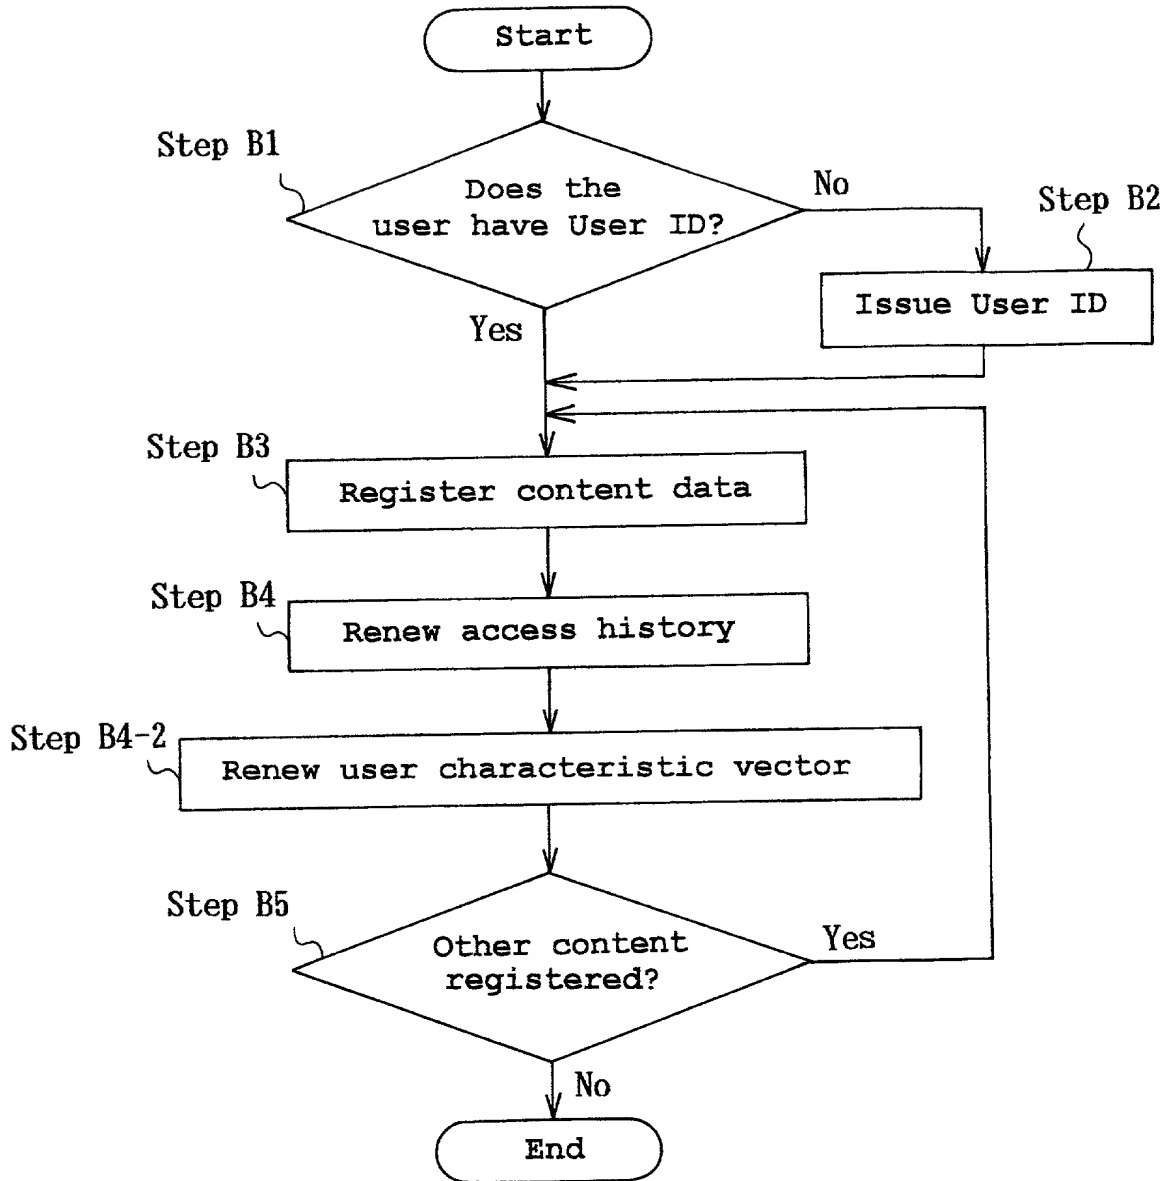 Start
Step B1
Does the
user have User ID?
No
Step B2
Issue User ID
Yes
Step B3
Register content data
Step B4
Renew access history
Step B4-2
Renew user characteristic vector
Step B5
Other content
registered?
Yes
No
End